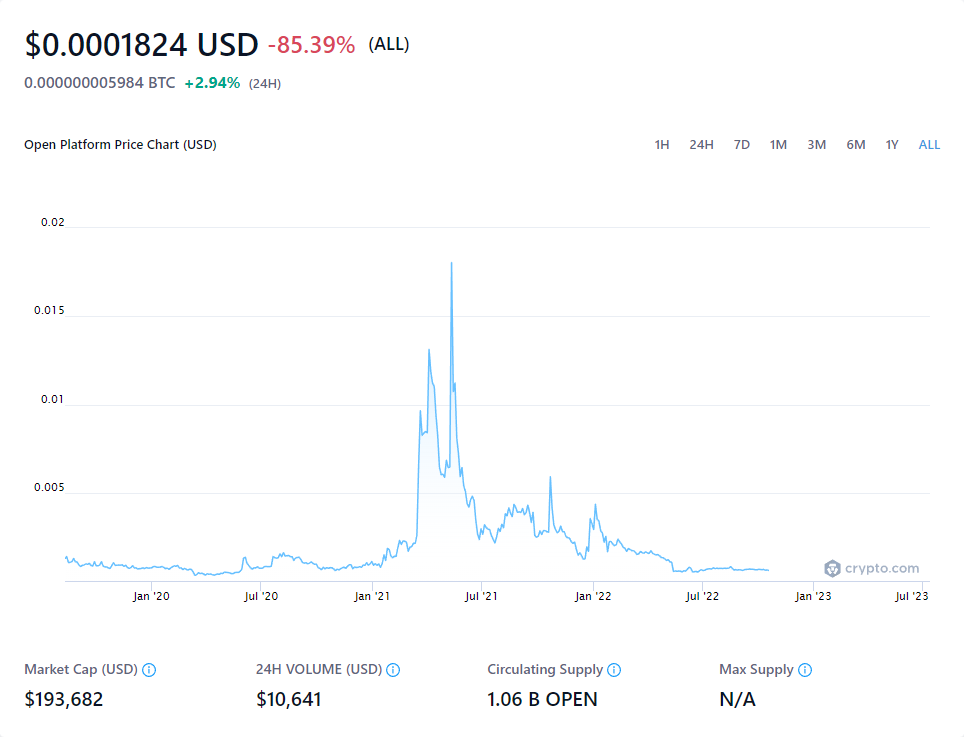 $0.0001824 USD -85.39% (ALL)
0.000000005984 BTC +2.94% (24H)
Open Platform Price Chart (USD) 1H 24H 7D 1M 3M 6M 1Y ALL
0.02
0.015
0.01
0.005
crypto.com
Jan '20 Jul '20 Jan '21 Jul '21 Jan '22 Jul '22 Jan '23 Jul '23
Market Cap (USD) 24H VOLUME (USD) Circulating Supply Max Supply
$193,682 $10,641 1.06 B OPEN N/A